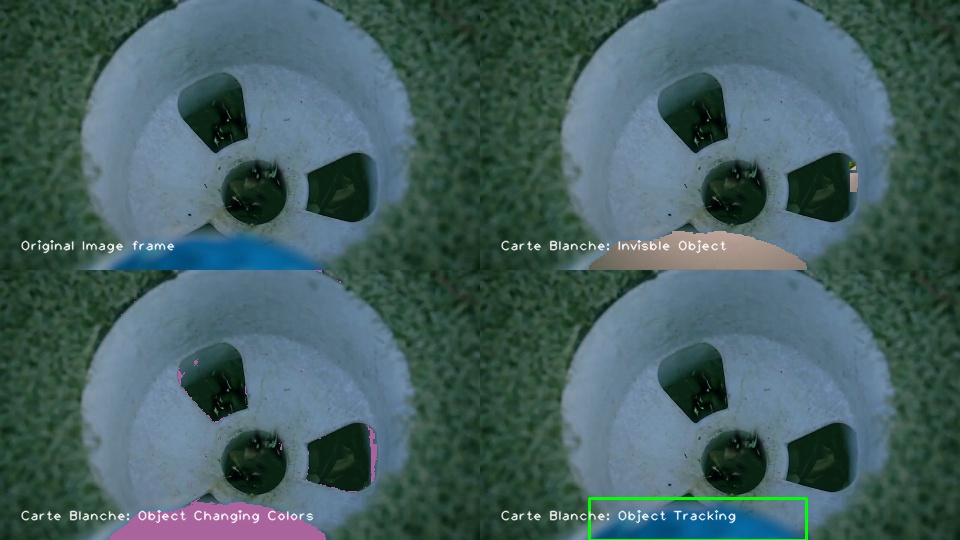 Original Image frame
Carte Blanche: Invisble Object
Carte Blanche: Object Changing Colors
Carte Blanche: Object Tracking